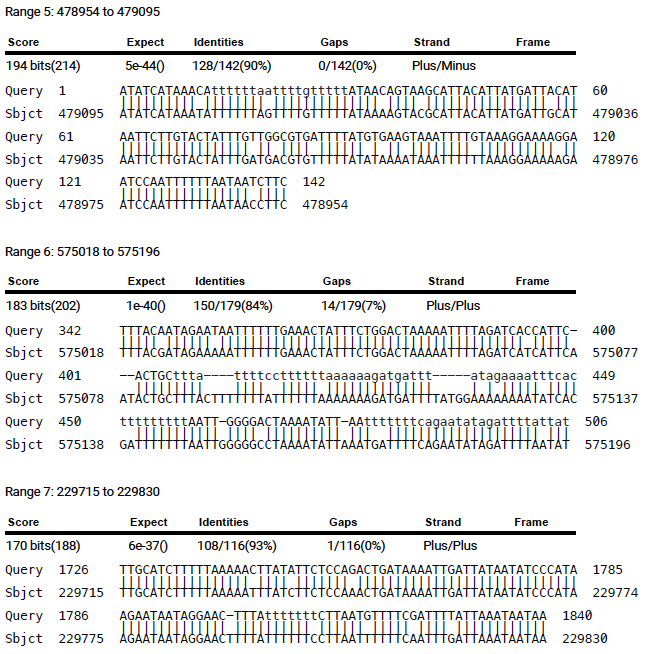 Range 5: 478954 to 479095
Score Expect Identities Gaps Strand Frame
194 bits(214) 5e-44() 128/142(90%) 0/142(0%) Plus/Minus
Query 1 ATATCATAAACAttttttaattttgtttttATAACAGTAAGCATTACATTATGATTACAT 60
Sbjct 479095 ATATCATAAATATTTTTTAGTTTTGTTTTTATAAAAGTACGCATTACATTATGATTGCAT 479036
Query 61 AATTCTTGTACTATTTGTTGGCGTGATTTTATGTGAAGTAAATTTTGTAAAGGAAAAGGA 120
Sbjct 479035 AATTCTTGTACTATTTGATGACGTGTTTTTATATAAAATAAATTTTTTAAAGGAAAAAGA 478976
Query 121 ATCCAATTTTTTAATAATCTTC 142
Sbjct 478975 ATCCAATTTTTTAATAACCTTC 478954
Range 6: 575018 to 575196
Score Expect Identities Gaps Strand Frame
183 bits(202) 1e-40() 150/179(84%) 14/179(7%) Plus/Plus
Query 342 TTTACAATAGAATAATTTTTTGAAACTATTTCTGGACTAAAAATTTTAGATCACCATTC- 400
Sbjct 575018 TTTACGATAGAAAAATTTTTTGAAACTATTTCTGGACTAAAAATTTTAGATCATCATTCA 575077
Query 401 --ACTGCttta----ttttccttttttaaaaaagatgattt-----atagaaaatttcac 449
Sbjct 575078 ATACTGCTTTACTTTTTTTATTTTTTAAAAAAAGATGATTTTATGGAAAAAAAATATCAC 575137
Query 450 tttttttttAATT-GGGGACTAAAATATT-AAtttttttcagaatatagattttattat 506
Sbjct 575138 GATTTTTTTAATTGGGGGCCTAAAATATTAAATGATTTTCAGAATATAGATTTTAATAT 575196
Range 7: 229715 to 229830
Score Expect Identities Gaps Strand Frame
170 bits(188) 6e-37() 108/116(93%) 1/116(0%) Plus/Plus
Query 1726 TTGCATCTTTTTAAAAACTTATATTCTCCAGACTGATAAAATTGATTATAATATCCCATA 1785
Sbjct 229715 TTGCATCTTTTTAAAAATTTATCTTCTCCAAACTGATAAAATTGATTATAATATCCCATA 229774
Query 1786 AGAATAATAGGAAC-TTTAtttttttCTTAATGTTTTCGATTTTATTAAATAATAA 1840
Sbjct 229775 AGAATAATAGGAACTTTTATTTTTTCCTTAATTTTTTCAATTTGATTAAATAATAA 229830